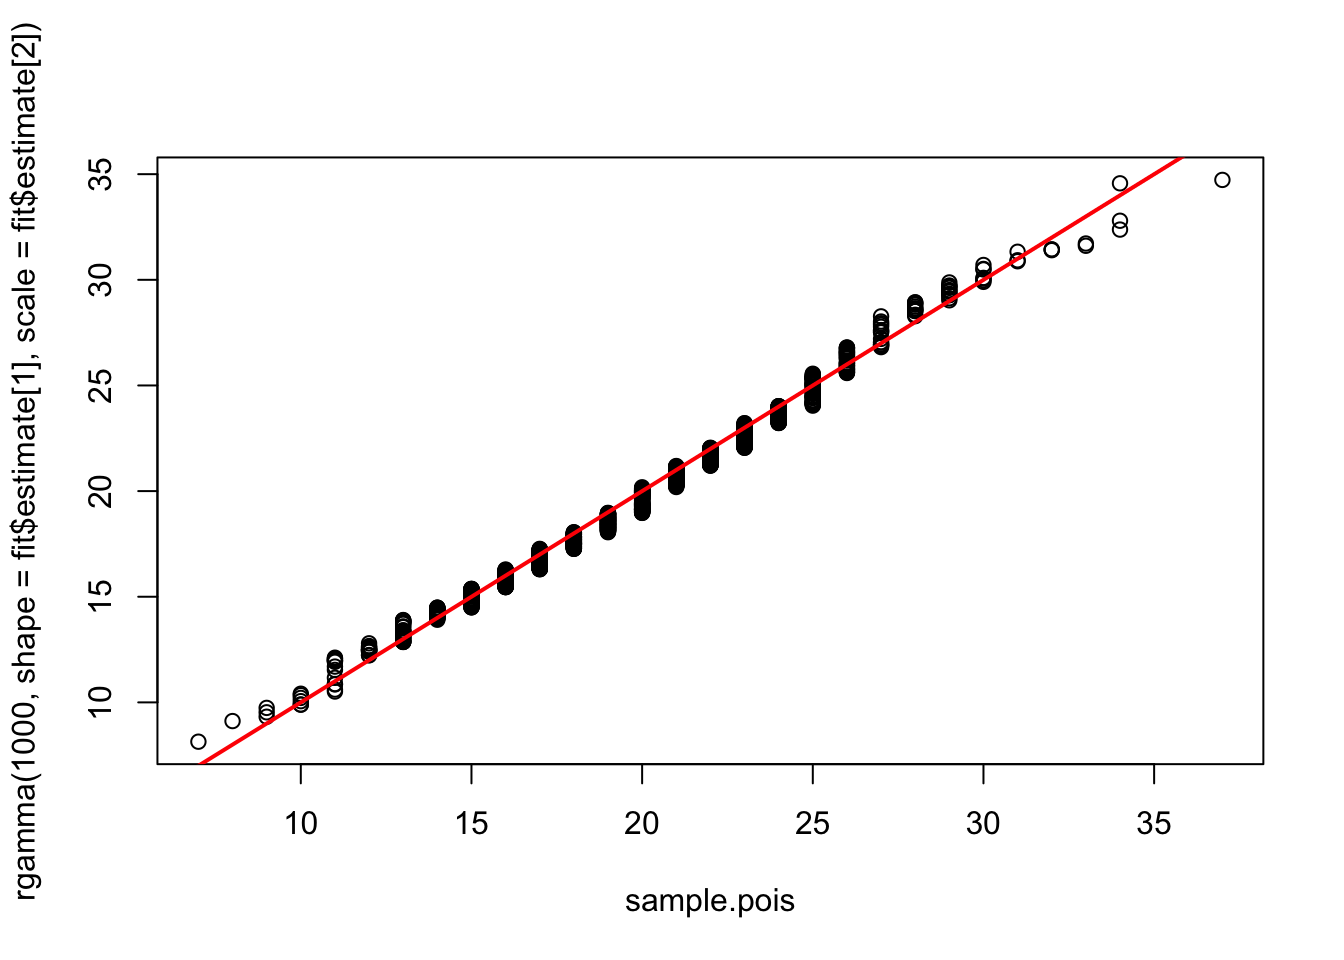 rgamma(1000, shape = fit$estimate[1], scale = fit$estimate[2])
35
30
25
20
15
10
10 15 20 25 30 35
sample.pois